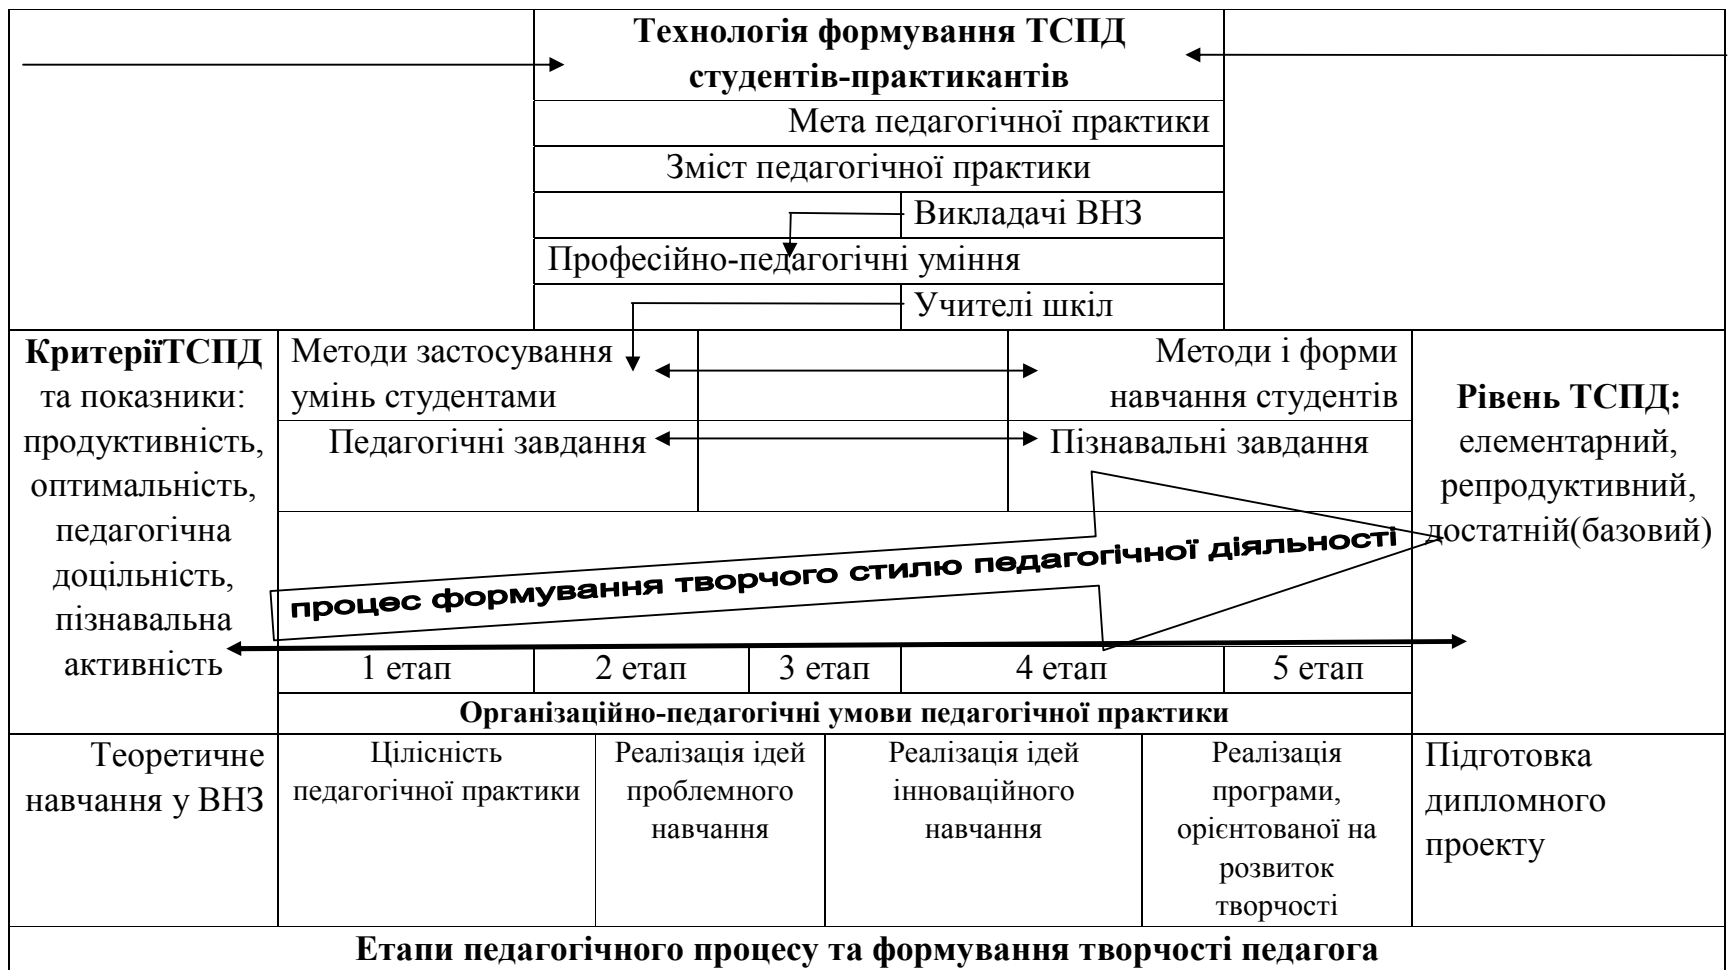 Технологія формування ТСПД
студентів-практикантів
Мета педагогічної практики
Зміст педагогічної практики
Викладачі ВНЗ
Професійно-педагогічні уміння
Учителі шкіл
КритеріїТСПД
та показники:
продуктивність,
оптимальність,
педагогічна
доцільність,
пізнавальна
активність
Методи застосування
умінь студентами
Методи і форми
навчання студентів
Педагогічні завдання
Пізнавальні завдання
Рівень ТСПД:
елементарний,
репродуктивний,
достатній(базовий)
процес формування творчого стилю педагогічної діяльності
1 етап
2 етап
3 етап
4 етап
5 етап
Організаційно-педагогічні умови педагогічної практики
Теоретичне
навчання у ВНЗ
Цілісність
педагогічної практики
Реалізація ідей
проблемного
навчання
Реалізація ідей
інноваційного
навчання
Реалізація
програми,
орієнтованої на
розвиток
творчості
Підготовка
дипломного
проекту
Етапи педагогічного процесу та формування творчості педагога